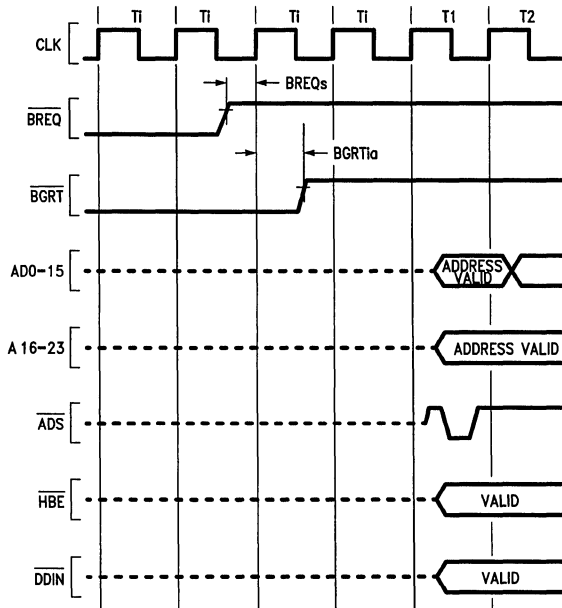 Ti Ti Ti Ti T1 T2
CLK
BREQs
BREQ
BGRTia
BGRT
AD0-15 ADDRESS VALID
A 16-23 ADDRESS VALID
ADS
HBE VALID
DDIN VALID